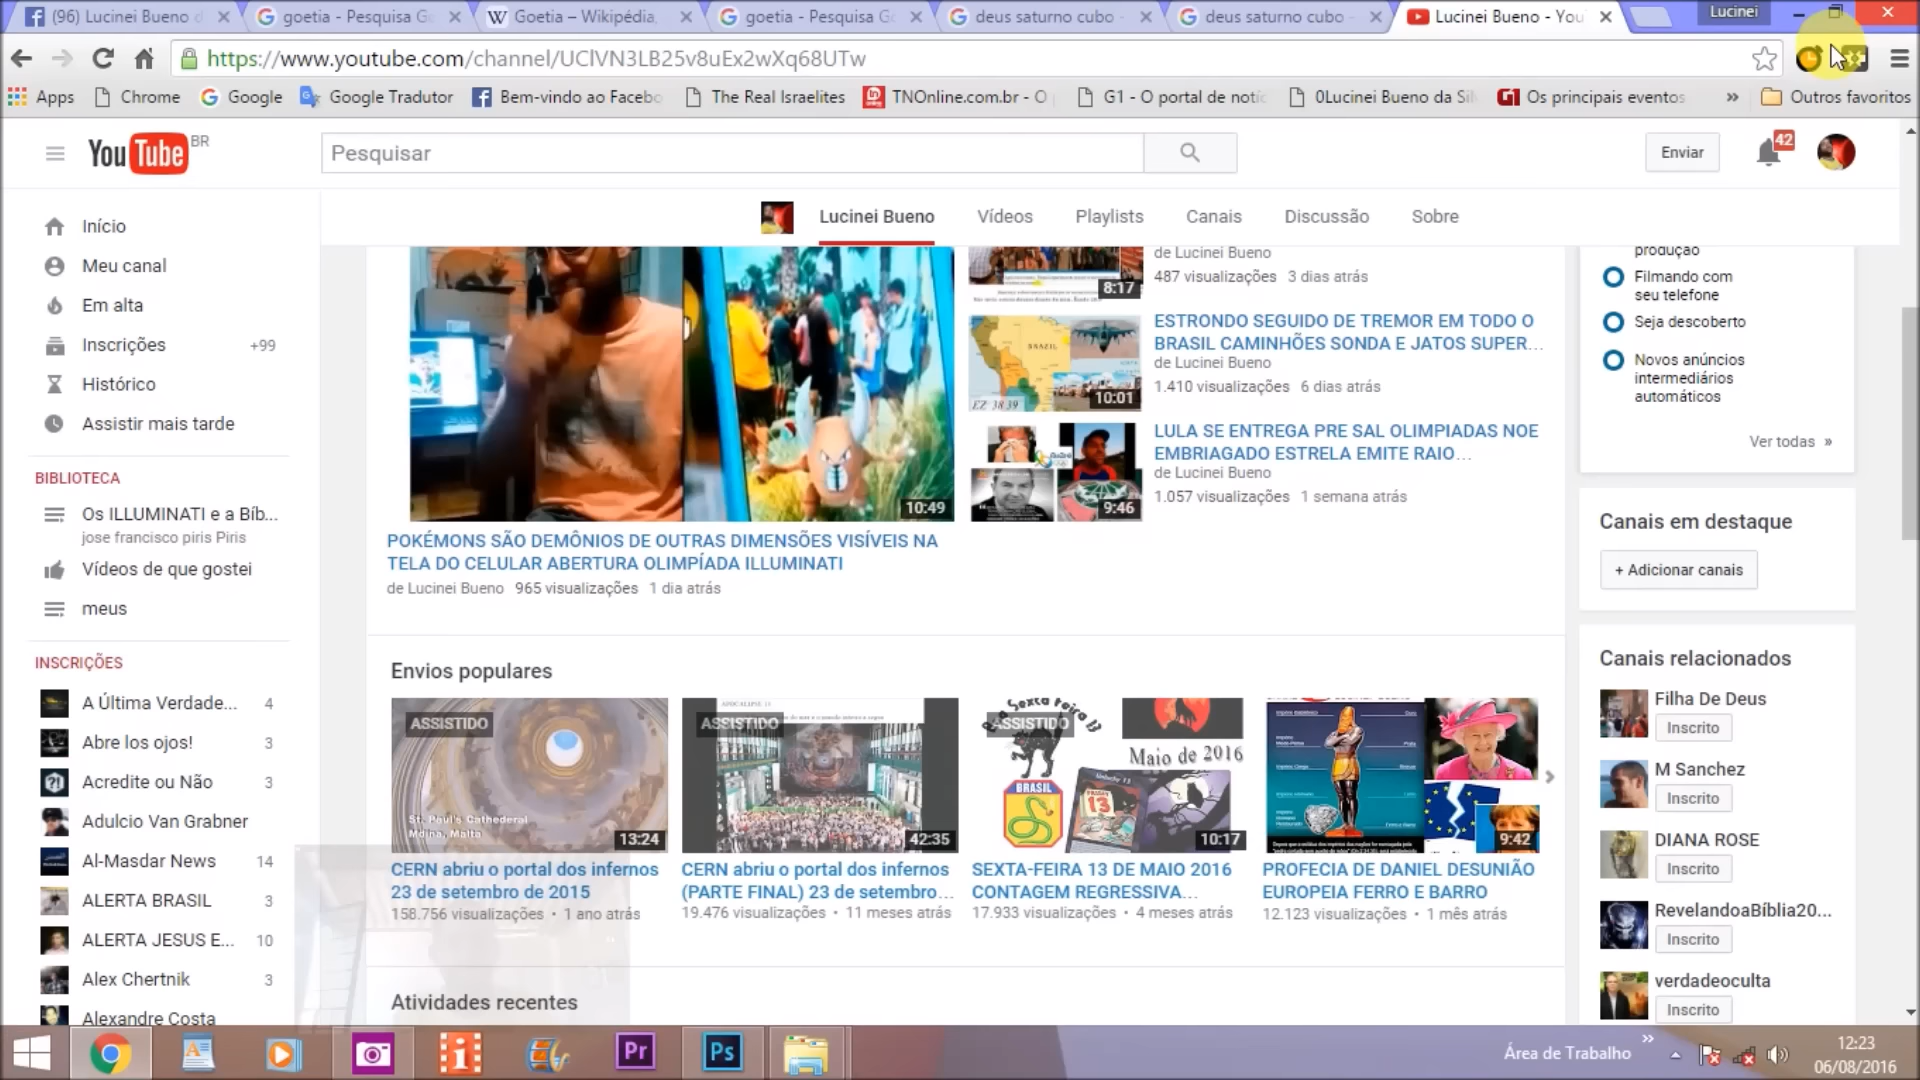 (96) Lucinei Bueno d
goetia - Pesquisa Go
Goetia – Wikipédia,
goetia - Pesquisa Go
deus saturno cubo -
deus saturno cubo -
Lucinei Bueno - You
Lucinei
https://www.youtube.com/channel/UClVN3LB25v8uEx2wXq68UTw
Apps
Chrome
Google
Google Tradutor
Bem-vindo ao Facebo
The Real Israelites
TNOnline.com.br - O
G1 - O portal de notíc
0Lucinei Bueno da Sil
Os principais eventos
»
Outros favoritos
YouTube BR
Pesquisar
Enviar
42
Lucinei Bueno
Vídeos
Playlists
Canais
Discussão
Sobre
Início
Meu canal
Em alta
Inscrições +99
Histórico
Assistir mais tarde
BIBLIOTECA
Os ILLUMINATI e a Bíb...
jose francisco piris Piris
Vídeos de que gostei
meus
INSCRIÇÕES
A Última Verdade... 4
Abre los ojos! 3
Acredite ou Não 3
Adulcio Van Grabner
Al-Masdar News 14
ALERTA BRASIL 3
ALERTA JESUS E... 10
Alex Chertnik 3
Alexandre Costa
10:49
POKÉMONS SÃO DEMÔNIOS DE OUTRAS DIMENSÕES VISÍVEIS NA
TELA DO CELULAR ABERTURA OLIMPÍADA ILLUMINATI
de Lucinei Bueno 965 visualizações 1 dia atrás
8:17
de Lucinei Bueno
487 visualizações 3 dias atrás
BRAZIL
EZ 38 39
10:01
ESTRONDO SEGUIDO DE TREMOR EM TODO O
BRASIL CAMINHÕES SONDA E JATOS SUPER...
de Lucinei Bueno
1.410 visualizações 6 dias atrás
9:46
LULA SE ENTREGA PRE SAL OLIMPIADAS NOE
EMBRIAGADO ESTRELA EMITE RAIO...
de Lucinei Bueno
1.057 visualizações 1 semana atrás
Envios populares
ASSISTIDO
St. Paul's Cathederal
Mdina, Malta
13:24
CERN abriu o portal dos infernos
23 de setembro de 2015
158.756 visualizações • 1 ano atrás
ASSISTIDO
42:35
CERN abriu o portal dos infernos
(PARTE FINAL) 23 de setembro...
19.476 visualizações • 11 meses atrás
Sexta Feira 13
ASSISTIDO
Maio de 2016
BRASIL
FRIDAY
13
10:17
SEXTA-FEIRA 13 DE MAIO 2016
CONTAGEM REGRESSIVA...
17.933 visualizações • 4 meses atrás
9:42
PROFECIA DE DANIEL DESUNIÃO
EUROPEIA FERRO E BARRO
12.123 visualizações • 1 mês atrás
Atividades recentes
produção
Filmando com
seu telefone
Seja descoberto
Novos anúncios
intermediários
automáticos
Ver todas »
Canais em destaque
+ Adicionar canais
Canais relacionados
Filha De Deus
Inscrito
M Sanchez
Inscrito
DIANA ROSE
Inscrito
RevelandoaBíblia20...
Inscrito
verdadeoculta
Inscrito
Pr
Ps
Área de Trabalho
»
12:23
06/08/2016